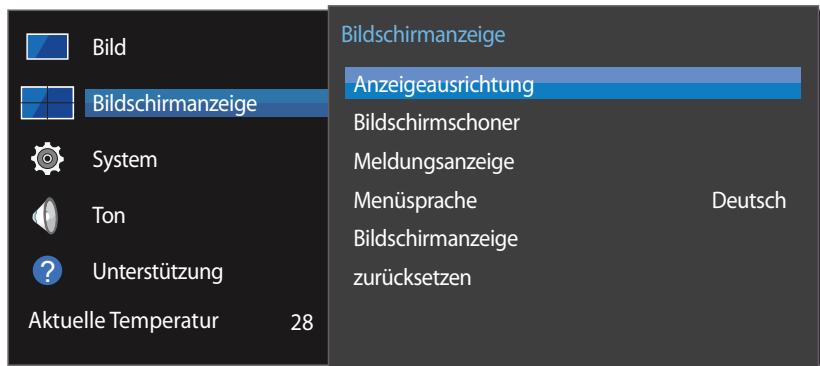 Bild
Bildschirmanzeige
System
Ton
?
Unterstützung
Aktuelle Temperatur 28
Bildschirmanzeige
Anzeigeausrichtung
Bildschirmschoner
Meldungsanzeige
Menüsprache Deutsch
Bildschirmanzeige
zurücksetzen